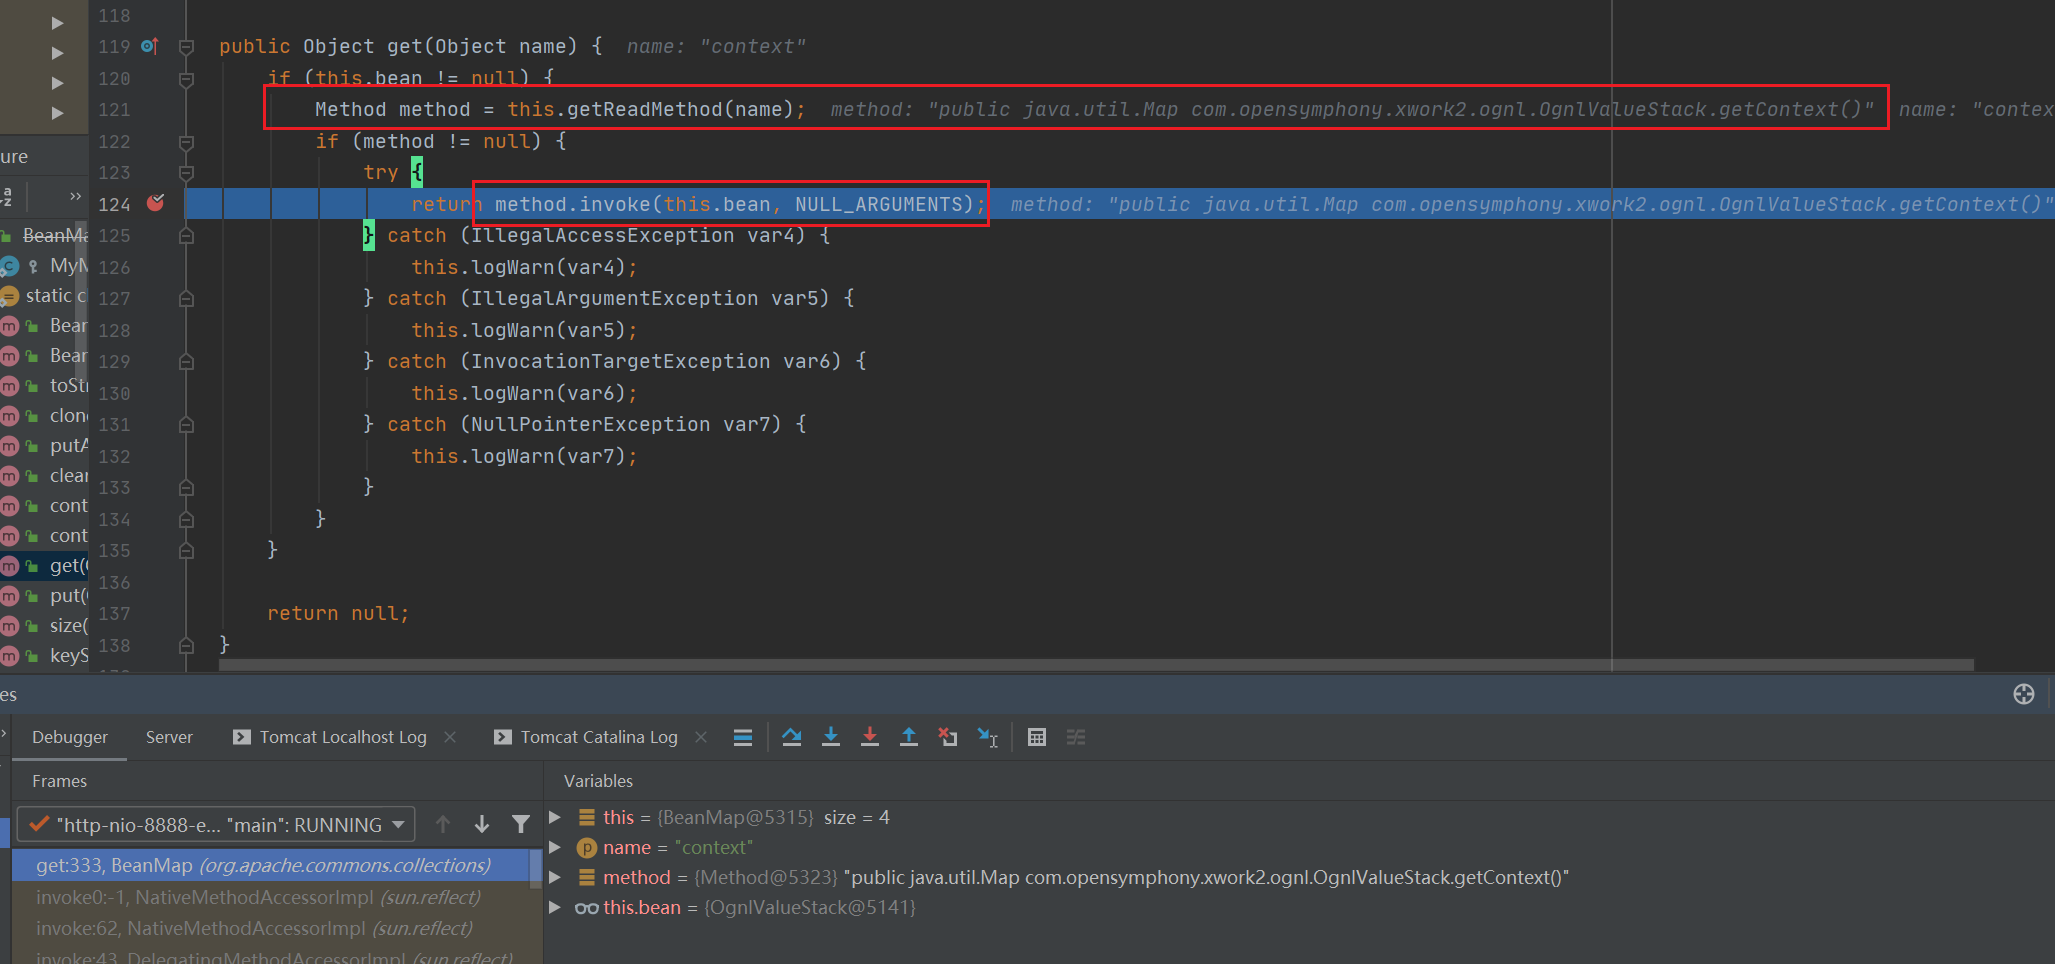 118
119 public Object get(Object name) { name: "context"
120 if (this.bean != null) {
121 Method method = this.getReadMethod(name); method: "public java.util.Map com.opensymphony.xwork2.ognl.OgnlValueStack.getContext()" name: "contex
122 if (method != null) {
123 try {
124 return method.invoke(this.bean, NULL_ARGUMENTS); method: "public java.util.Map com.opensymphony.xwork2.ognl.OgnlValueStack.getContext()"
125 } catch (IllegalAccessException var4) {
126 this.logWarn(var4);
127 } catch (IllegalArgumentException var5) {
128 this.logWarn(var5);
129 } catch (InvocationTargetException var6) {
130 this.logWarn(var6);
131 } catch (NullPointerException var7) {
132 this.logWarn(var7);
133 }
134 }
135 }
136
137 return null;
138 }
ure
BeanMa
MyM
static c
Bear
Bear
toStr
clone
putA
clear
cont
cont
get(
put(
size(
keyS
es
Debugger Server Tomcat Localhost Log Tomcat Catalina Log
Frames
"http-nio-8888-e... "main": RUNNING
get:333, BeanMap (org.apache.commons.collections)
invoke0:-1, NativeMethodAccessorImpl (sun.reflect)
invoke:62, NativeMethodAccessorImpl (sun.reflect)
invoke:43, DelegatingMethodAccessorImpl (sun.reflect)
Variables
this = {BeanMap@5315} size = 4
name = "context"
method = {Method@5323} "public java.util.Map com.opensymphony.xwork2.ognl.OgnlValueStack.getContext()"
this.bean = {OgnlValueStack@5141}